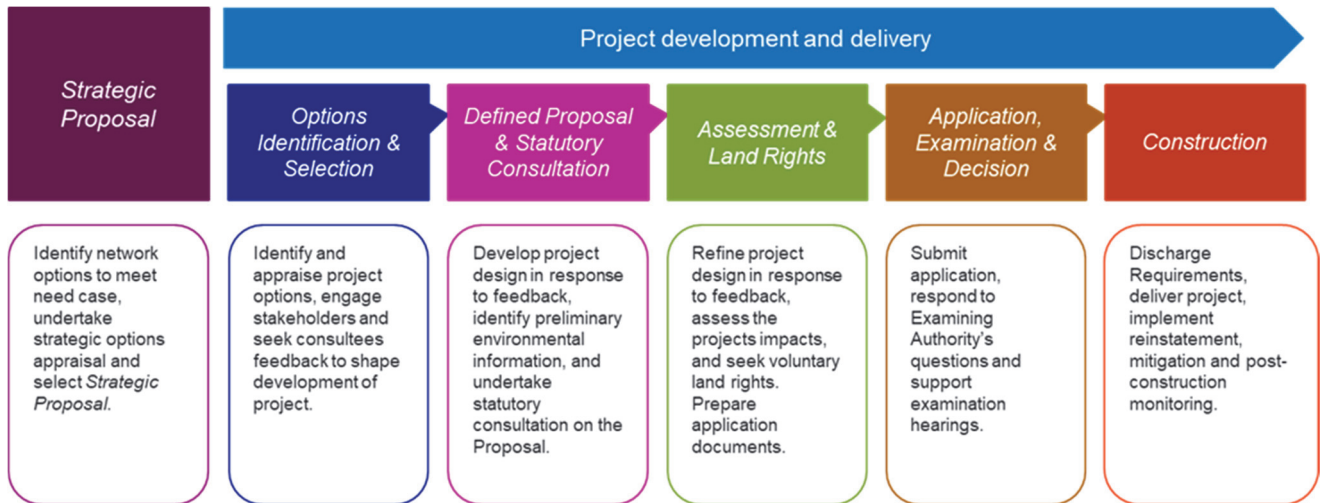 Project development and delivery
Strategic
Proposal
Options
Identification &
Selection
Defined Proposal
& Statutory
Consultation
Assessment &
Land Rights
Application,
Examination &
Decision
Construction
Identify network
options to meet
need case,
undertake
strategic options
appraisal and
select Strategic
Proposal.
Identify and
appraise project
options, engage
stakeholders and
seek consultees
feedback to shape
development of
project.
Develop project
design in response
to feedback,
identify preliminary
environmental
information, and
undertake
statutory
consultation on the
Proposal.
Refine project
design in response
to feedback,
assess the
projects impacts,
and seek voluntary
land rights.
Prepare
application
documents.
Submit
application,
respond to
Examining
Authority's
questions and
support
examination
hearings.
Discharge
Requirements,
deliver project,
implement
reinstatement,
mitigation and post-
construction
monitoring.